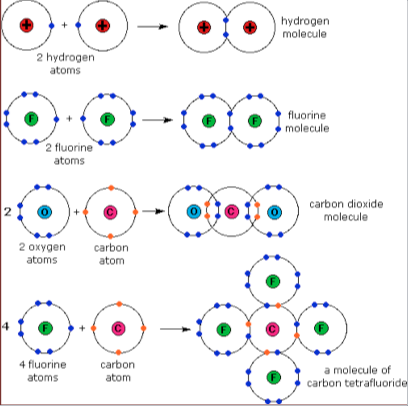 + + + + +
hydrogen
molecule
2 hydrogen
atoms
F + F F F
fluorine
molecule
2 fluorine
atoms
2 O + C O C O
carbon dioxide
molecule
2 oxygen
atoms
carbon
atom
F
4 F + C F C F
F
4 fluorine
atoms
carbon
atom
a molecule of
carbon tetrafluoride